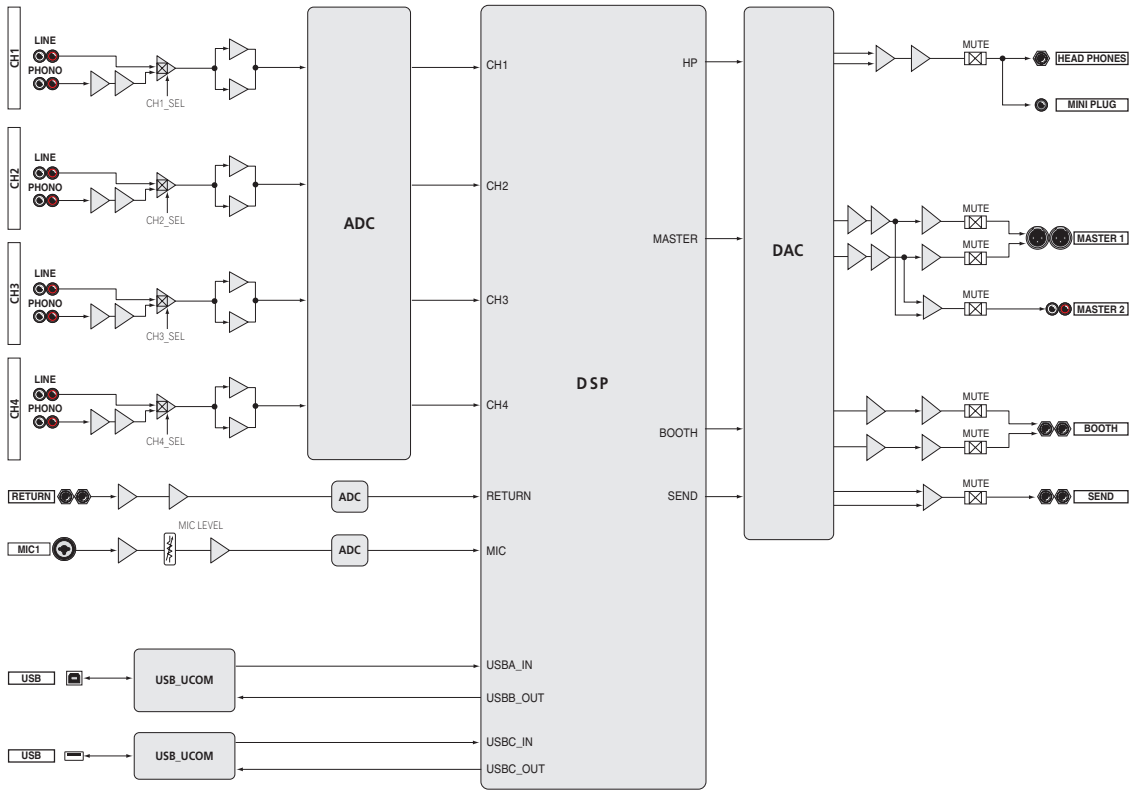 CH1
LINE
PHONO
CH1_SEL
CH2
LINE
PHONO
CH2_SEL
CH3
LINE
PHONO
CH3_SEL
CH4
LINE
PHONO
CH4_SEL
ADC
RETURN
ADC
MIC1
MIC LEVEL
ADC
USB
USB_UCOM
USB
USB_UCOM
CH1
CH2
CH3
CH4
RETURN
MIC
USBA_IN
USBB_OUT
USBC_IN
USBC_OUT
DSP
HP
MASTER
BOOTH
SEND
DAC
MUTE
HEAD PHONES
MINI PLUG
MUTE
MUTE
MASTER 1
MUTE
MASTER 2
MUTE
MUTE
BOOTH
MUTE
SEND